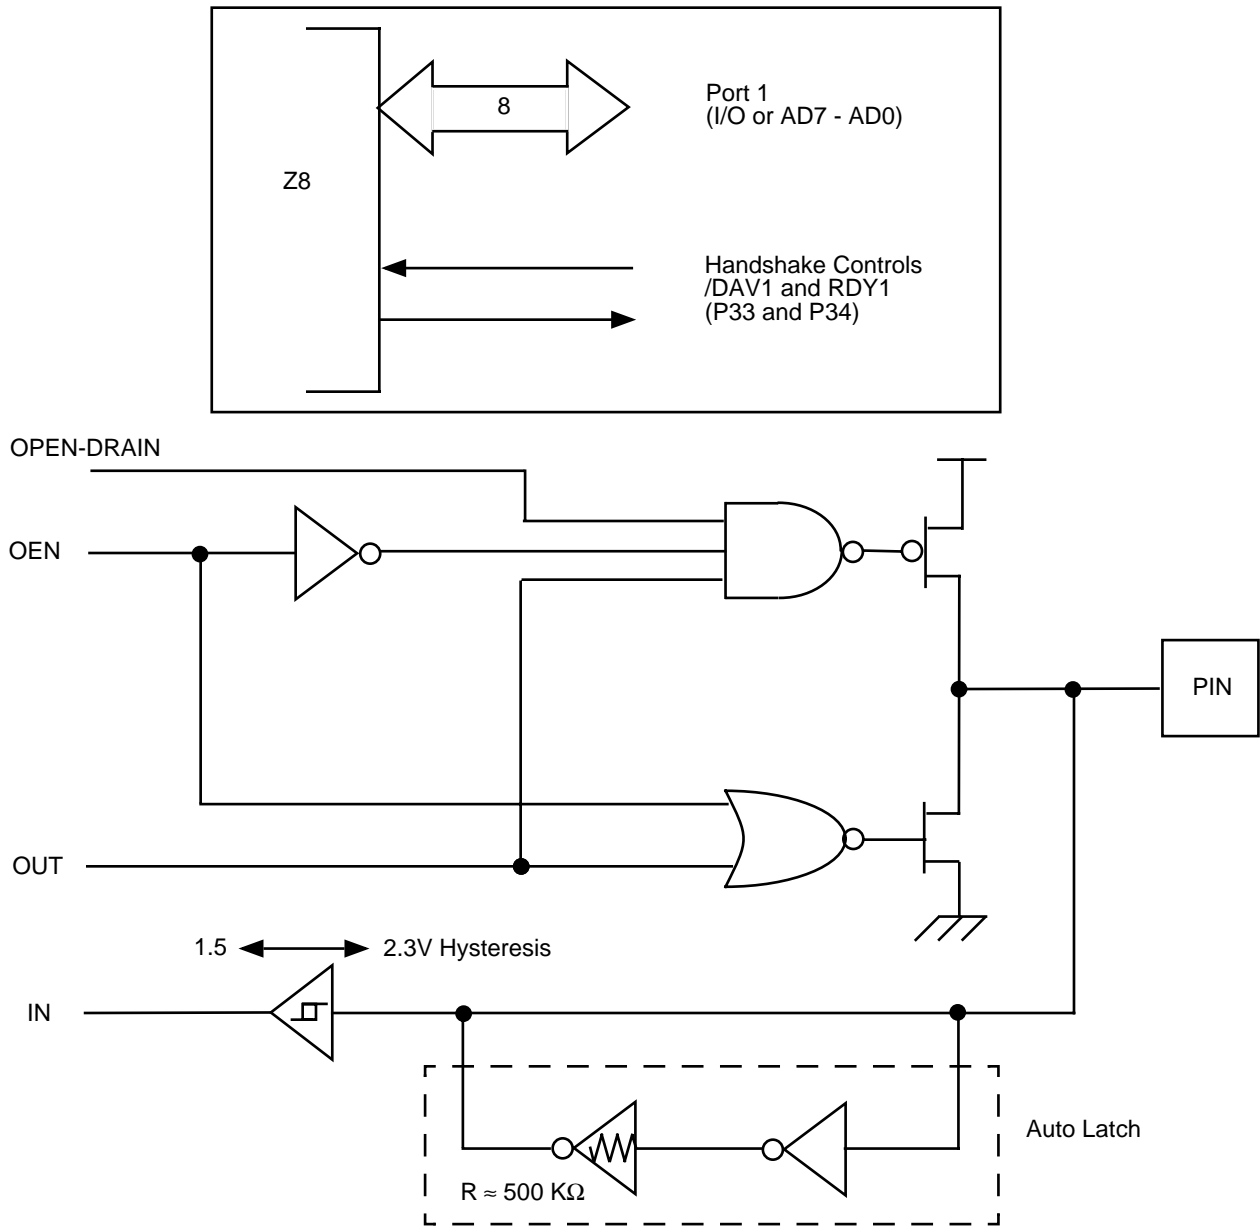 8
Port 1
(I/O or AD7 - AD0)
Z8
Handshake Controls
/DAV1 and RDY1
(P33 and P34)
OPEN-DRAIN
OEN
PIN
OUT
1.5
2.3V Hysteresis
IN
Auto Latch
R ≈ 500 KΩ